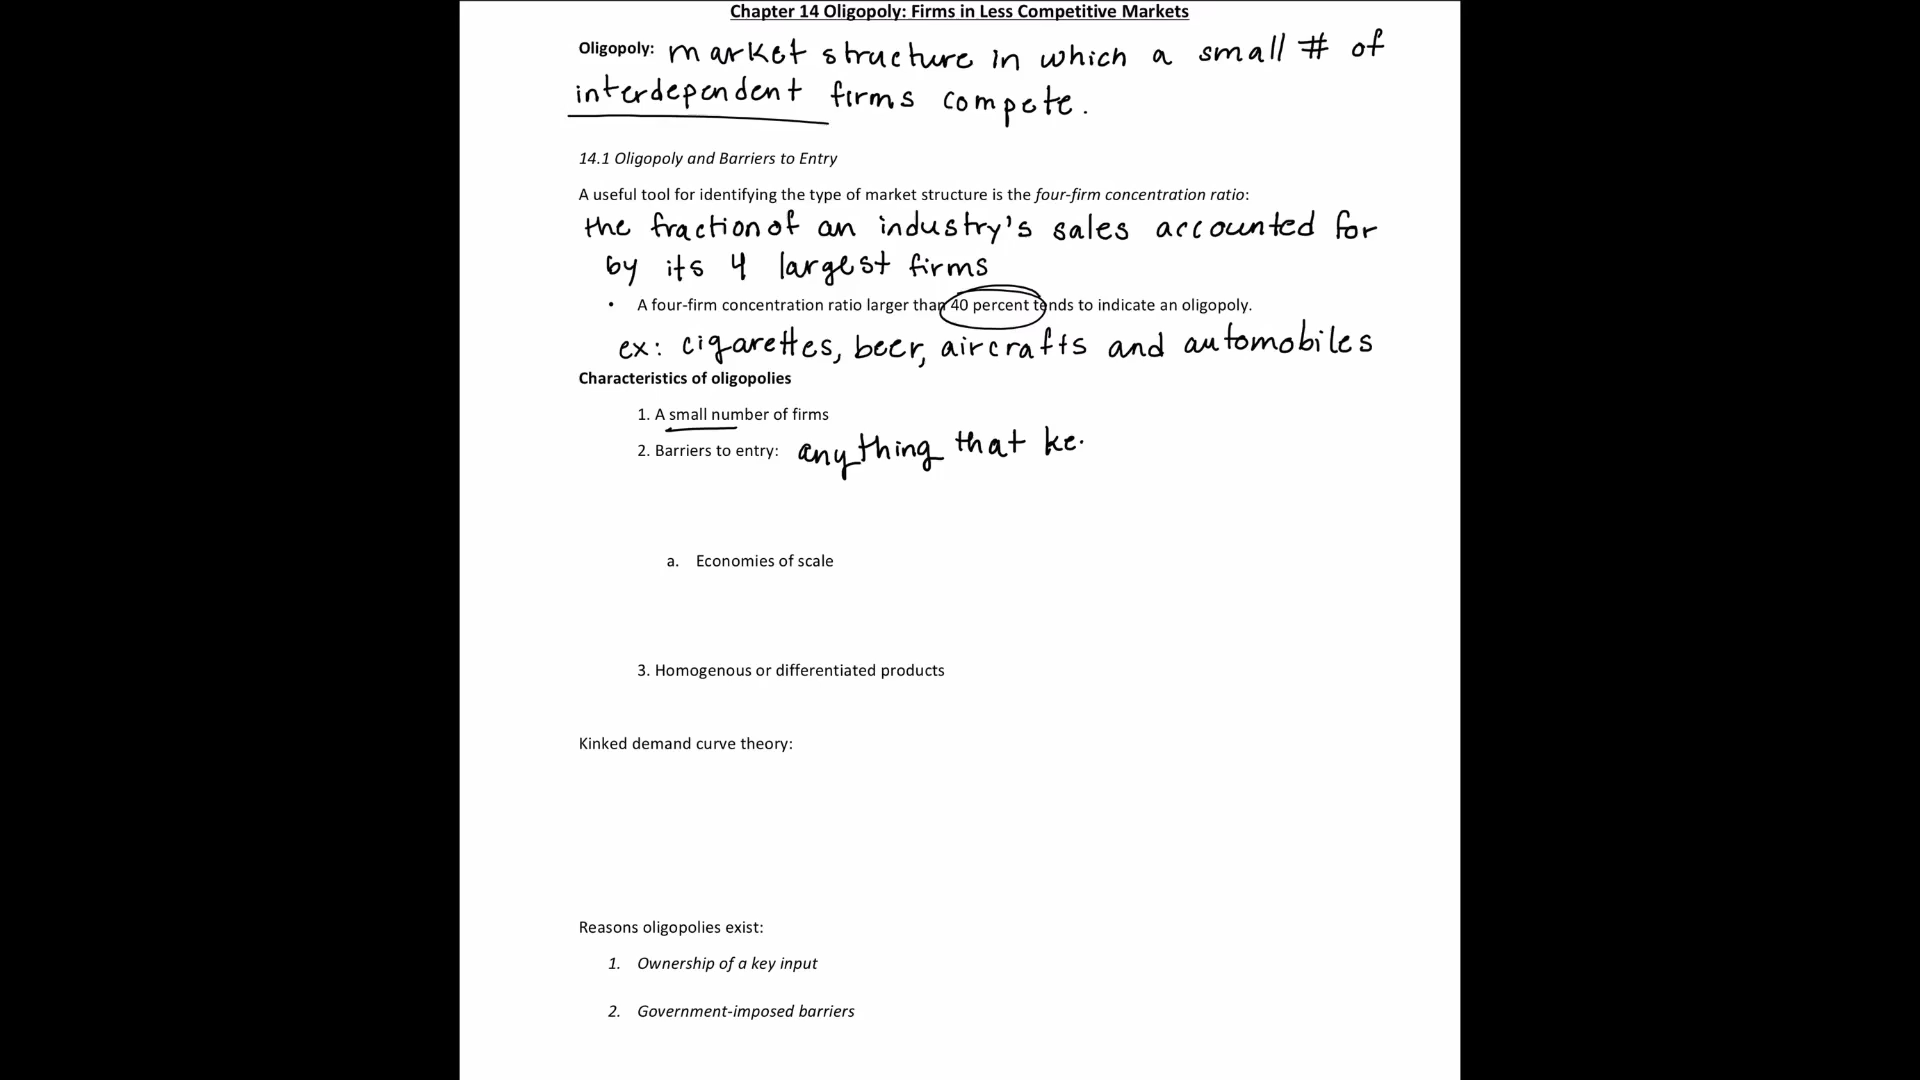 Chapter 14 Oligopoly: Firms in Less Competitive Markets
Oligopoly: market structure in which a small # of
interdependent firms compete.
14.1 Oligopoly and Barriers to Entry
A useful tool for identifying the type of market structure is the four-firm concentration ratio:
the fraction of an industry's sales accounted for
by its 4 largest firms
• A four-firm concentration ratio larger than 40 percent tends to indicate an oligopoly.
ex: cigarettes, beer, aircrafts and automobiles
Characteristics of oligopolies
1. A small number of firms
2. Barriers to entry: anything that ke
a. Economies of scale
3. Homogenous or differentiated products
Kinked demand curve theory:
Reasons oligopolies exist:
1. Ownership of a key input
2. Government-imposed barriers